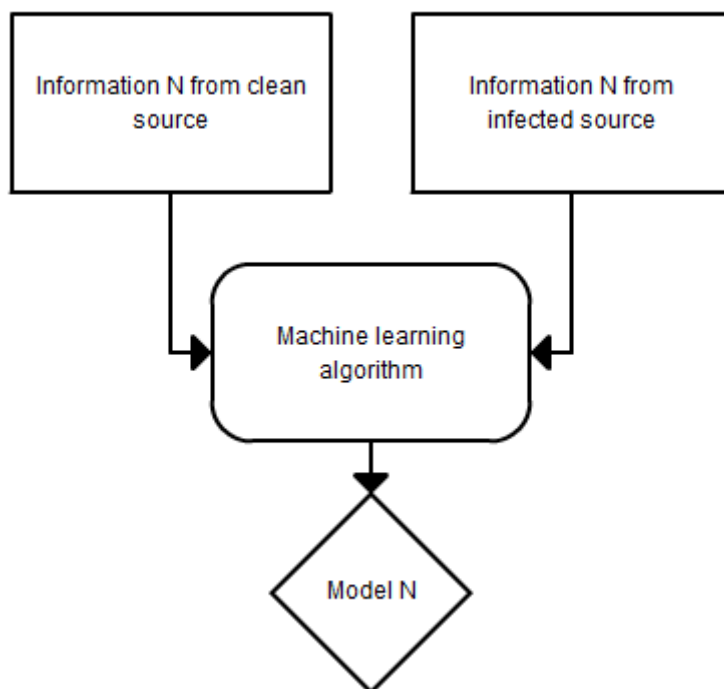 Information N from clean
source
Information N from
infected source
Machine learning
algorithm
Model N